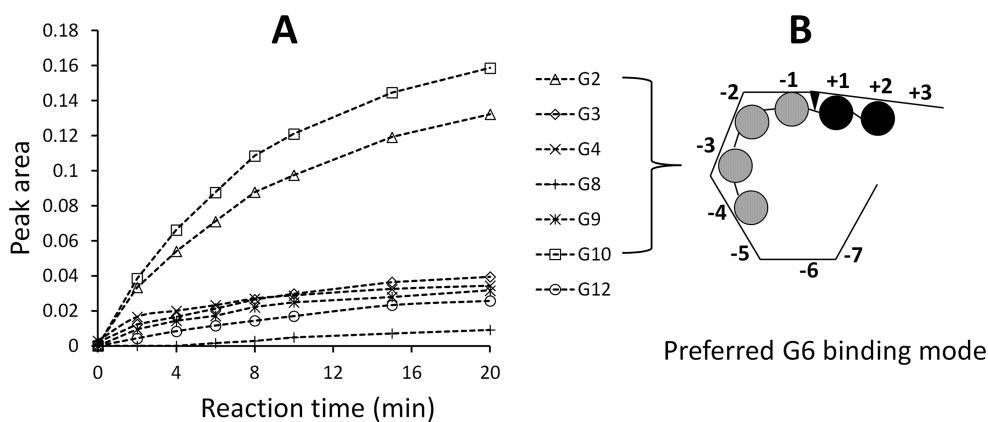 A
Peak area
0.18
0.16
0.14
0.12
0.1
0.08
0.06
0.04
0.02
0
0 4 8 12 16 20
Reaction time (min)
G2
G3
G4
G8
G9
G10
G12
B
-1 +1 +2 +3
-2
-3
-4
-5 -6 -7
Preferred G6 binding mode